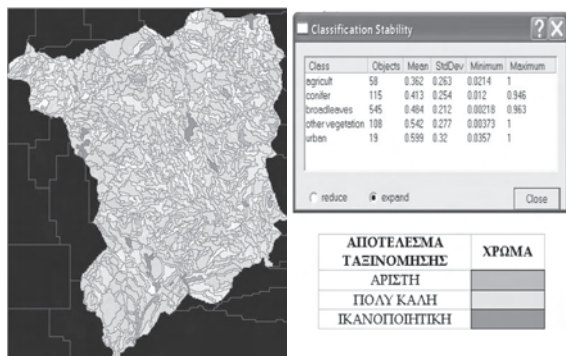 Classification Stability
Class Objects Mean StdDev Minimum Maximum
agricult 58 0.362 0.263 0.0214 1
conifer 115 0.413 0.254 0.012 0.946
broadleaves 545 0.484 0.212 0.00218 0.963
other vegetation 108 0.542 0.277 0.00373 1
urban 19 0.599 0.32 0.0357 1
reduce expand Close
ΑΠΟΤΕΛΕΣΜΑ
ΤΑΞΙΝΟΜΗΣΗΣ
ΧΡΩΜΑ
ΑΡΙΣΤΗ
ΠΟΛΥ ΚΑΛΗ
ΙΚΑΝΟΠΟΙΗΤΙΚΗ